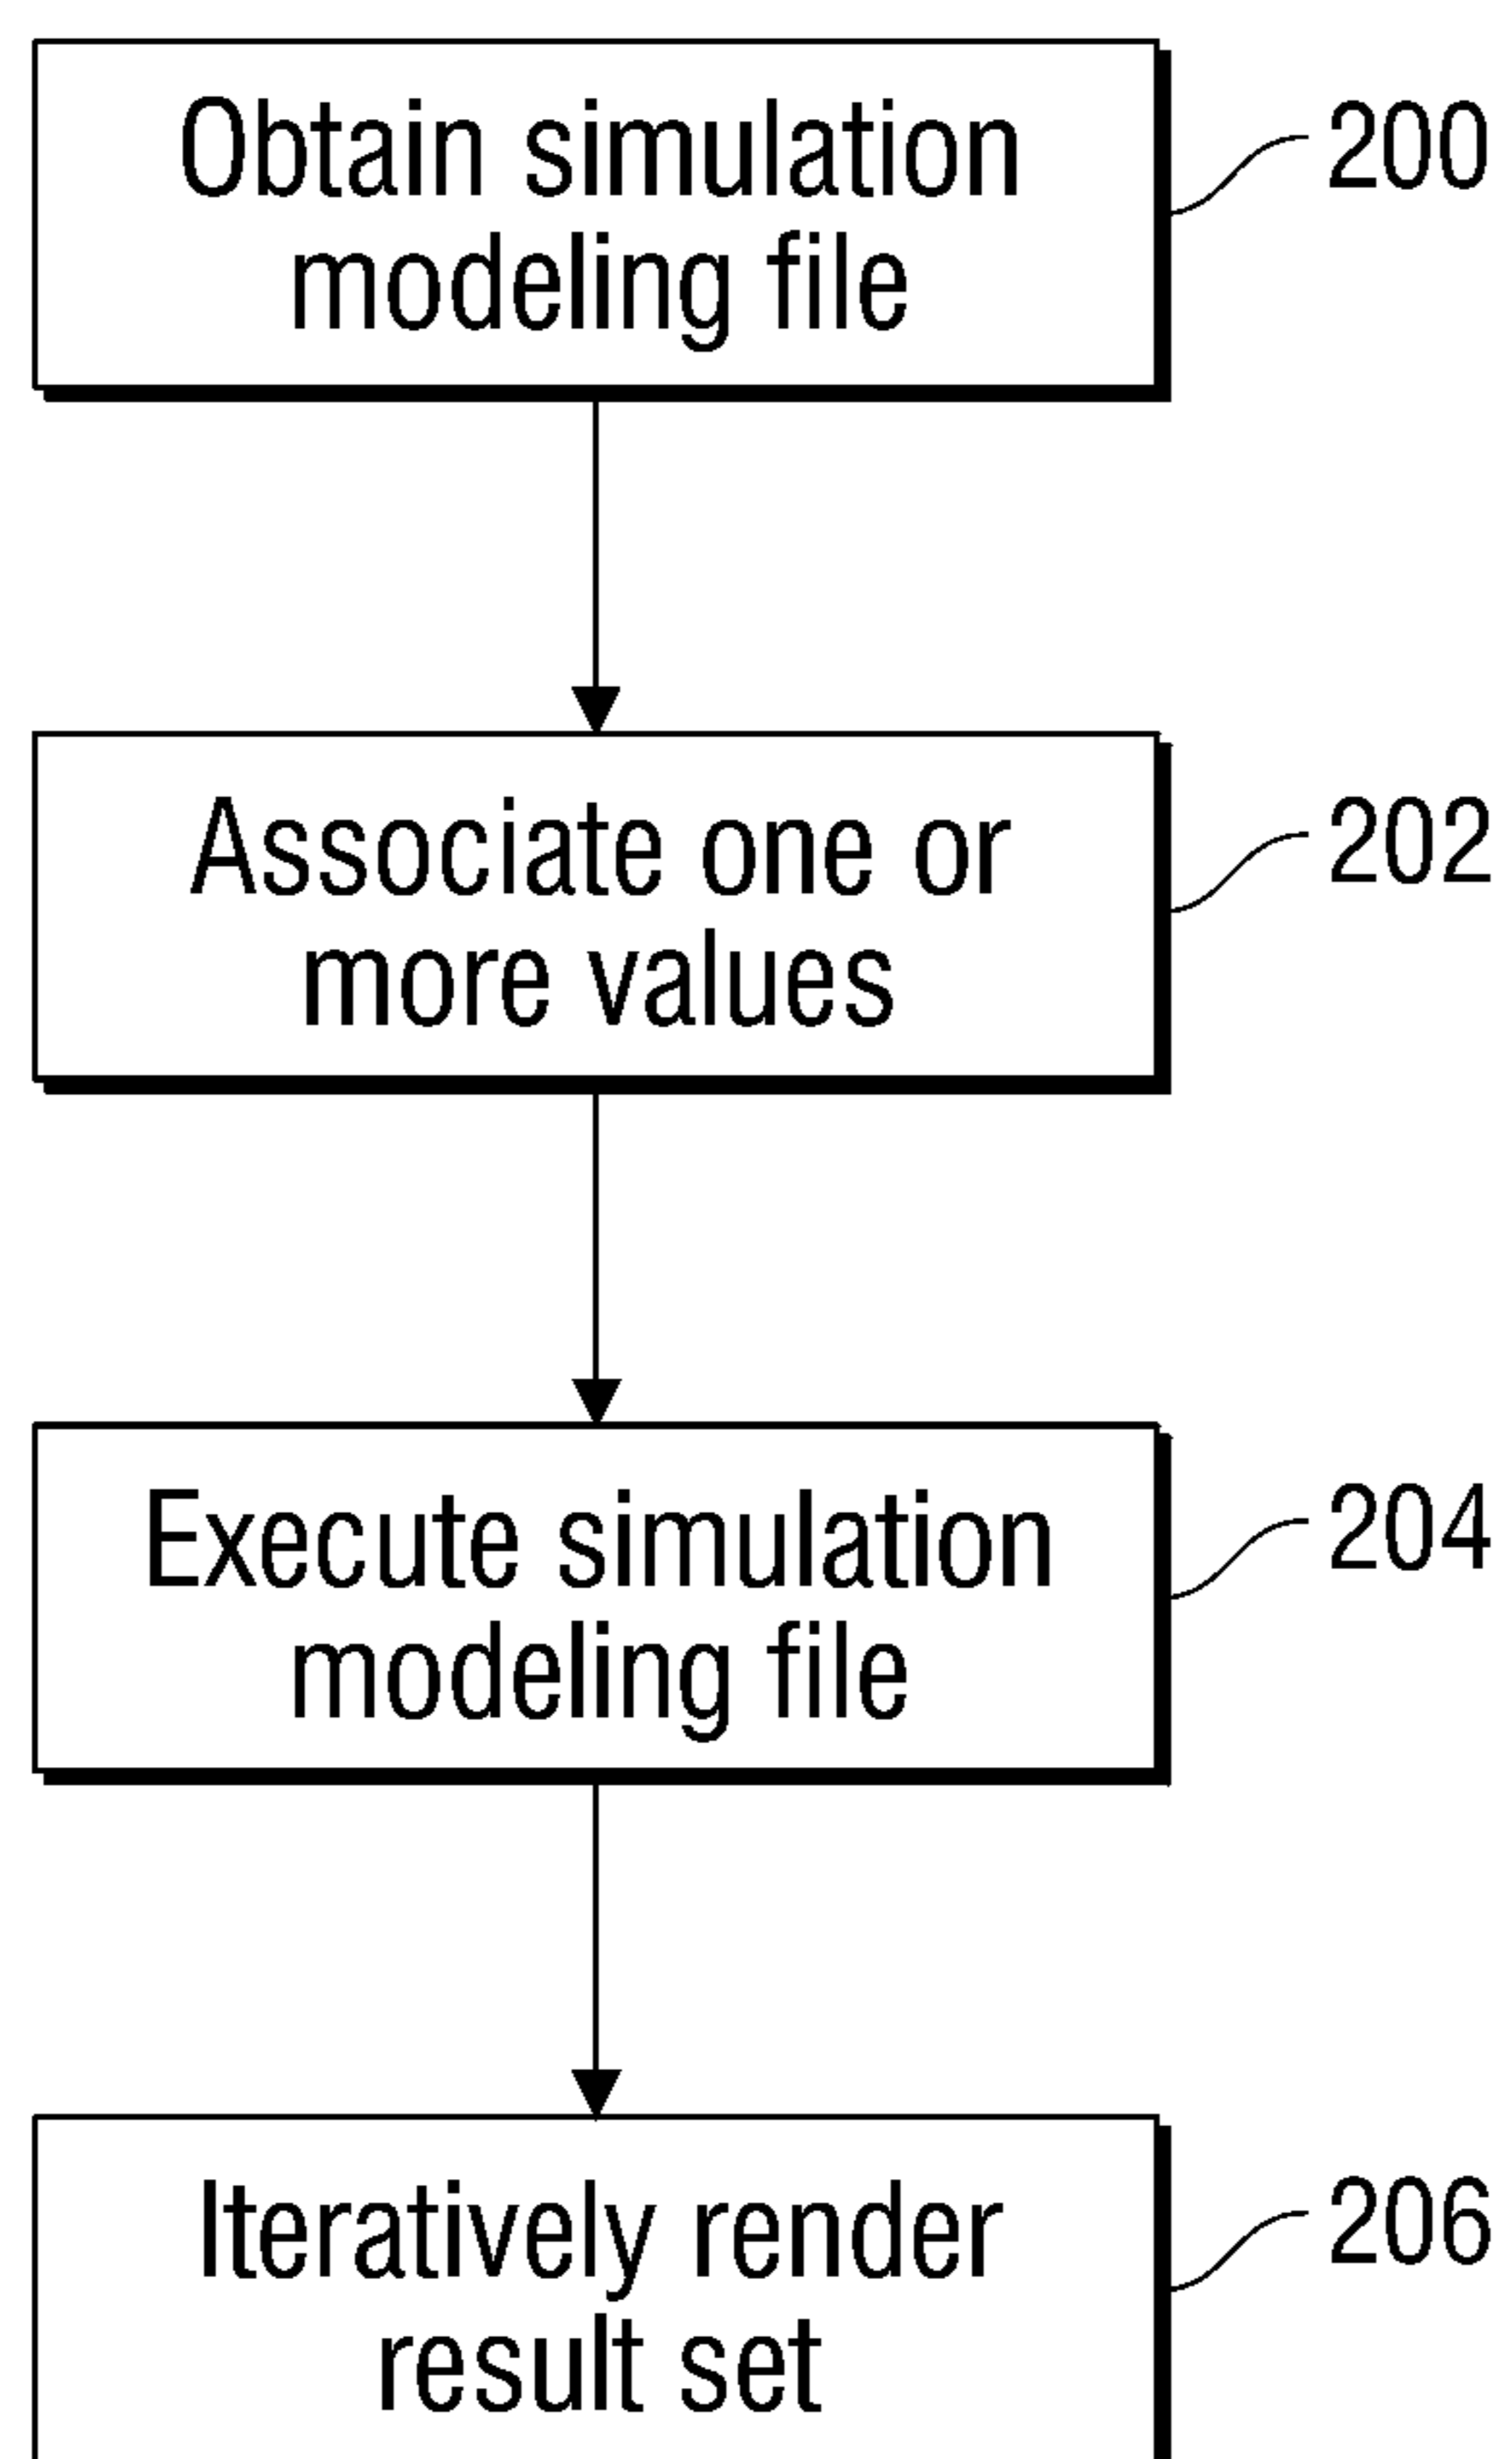 Obtain simulation
modeling file
200
Associate one or
more values
202
Execute simulation
modeling file
204
Iteratively render
result set
206